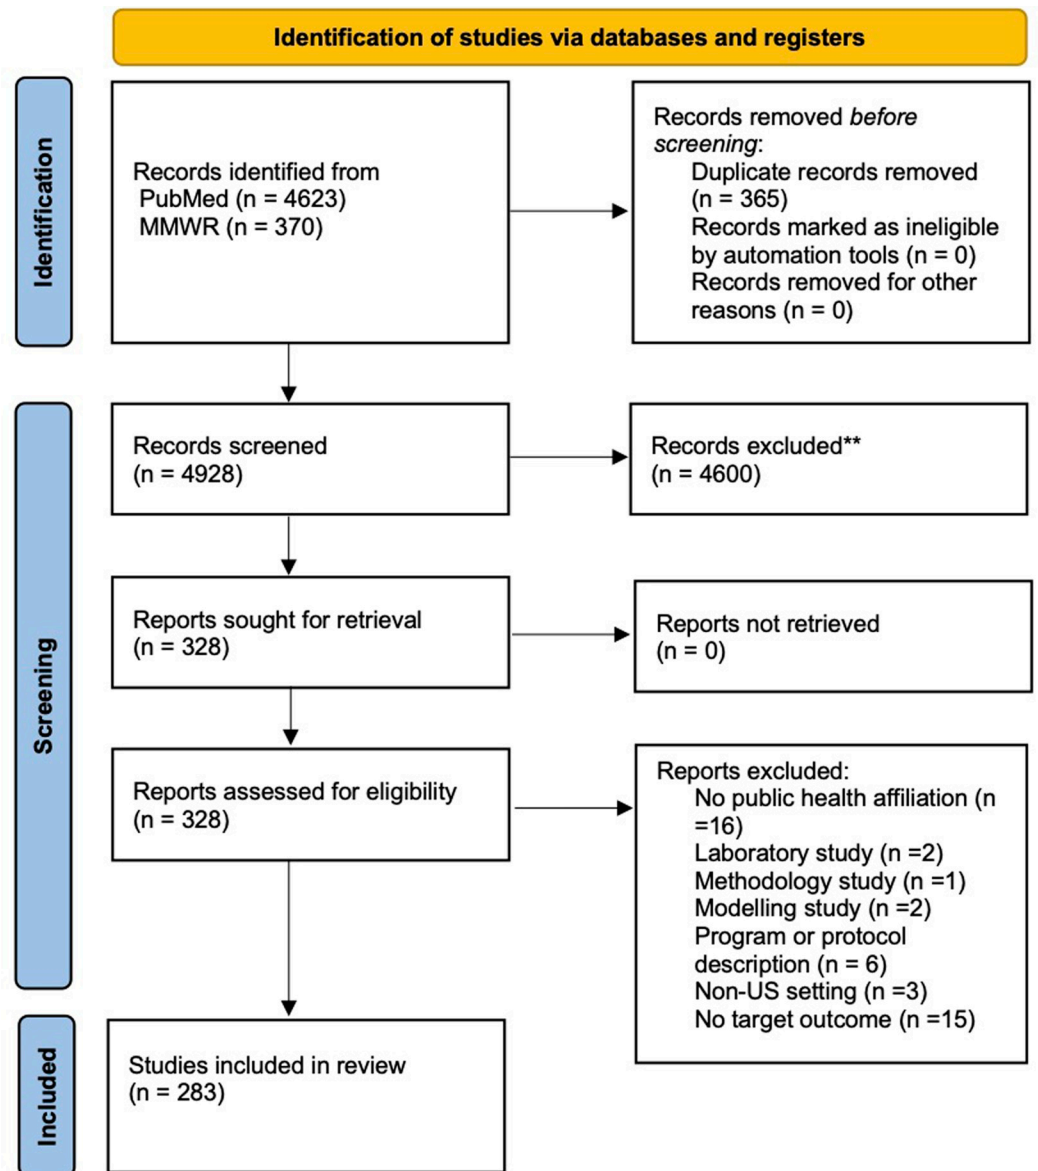 Identification of studies via databases and registers
Identification
Records identified from
PubMed (n = 4623)
MMWR (n = 370)
Records removed before
screening:
Duplicate records removed
(n = 365)
Records marked as ineligible
by automation tools (n = 0)
Records removed for other
reasons (n = 0)
Screening
Records screened
(n = 4928)
Records excluded**
(n = 4600)
Reports sought for retrieval
(n = 328)
Reports not retrieved
(n = 0)
Reports assessed for eligibility
(n = 328)
Reports excluded:
No public health affiliation (n
=16)
Laboratory study (n =2)
Methodology study (n =1)
Modelling study (n =2)
Program or protocol
description (n = 6)
Non-US setting (n =3)
No target outcome (n =15)
Included
Studies included in review
(n = 283)